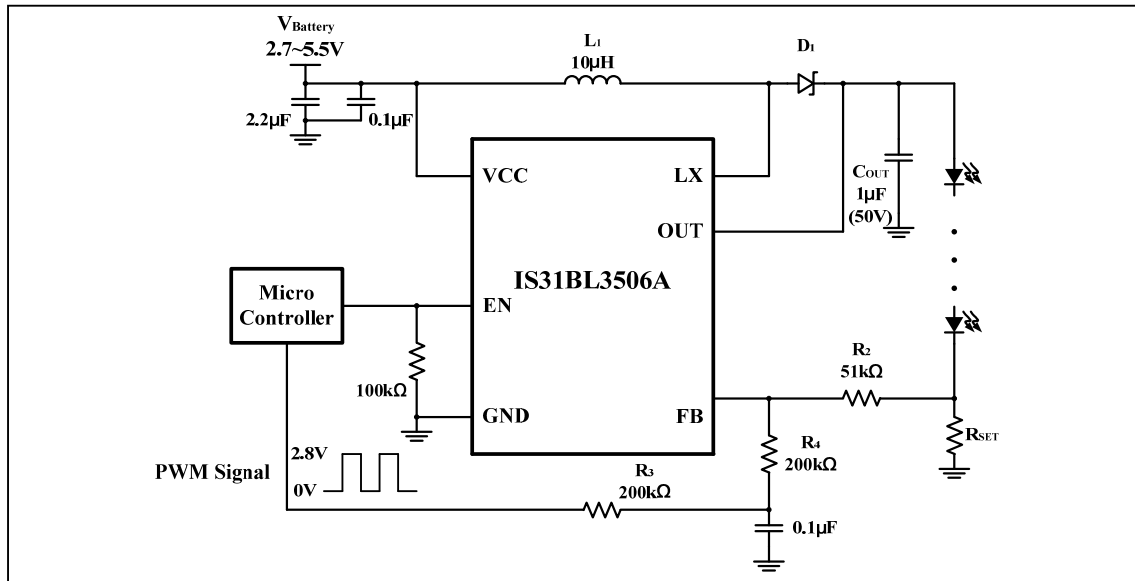 VBattery
2.7~5.5V
L1
10µH
D1
2.2µF
0.1µF
VCC
LX
COUT
1µF
(50V)
OUT
IS31BL3506A
Micro
Controller
EN
R2
51kΩ
100kΩ
GND
FB
RSET
R4
200kΩ
2.8V
PWM Signal
0V
R3
200kΩ
0.1µF